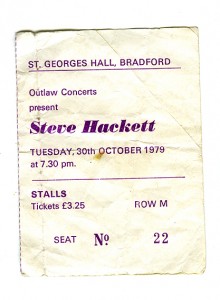 ST. GEORGES HALL, BRADFORD
Outlaw Concerts
present
Steve Hackett
TUESDAY, 30th OCTOBER 1979
at 7.30 pm.
STALLS
Tickets £3.25 ROW M
SEAT Nº 22